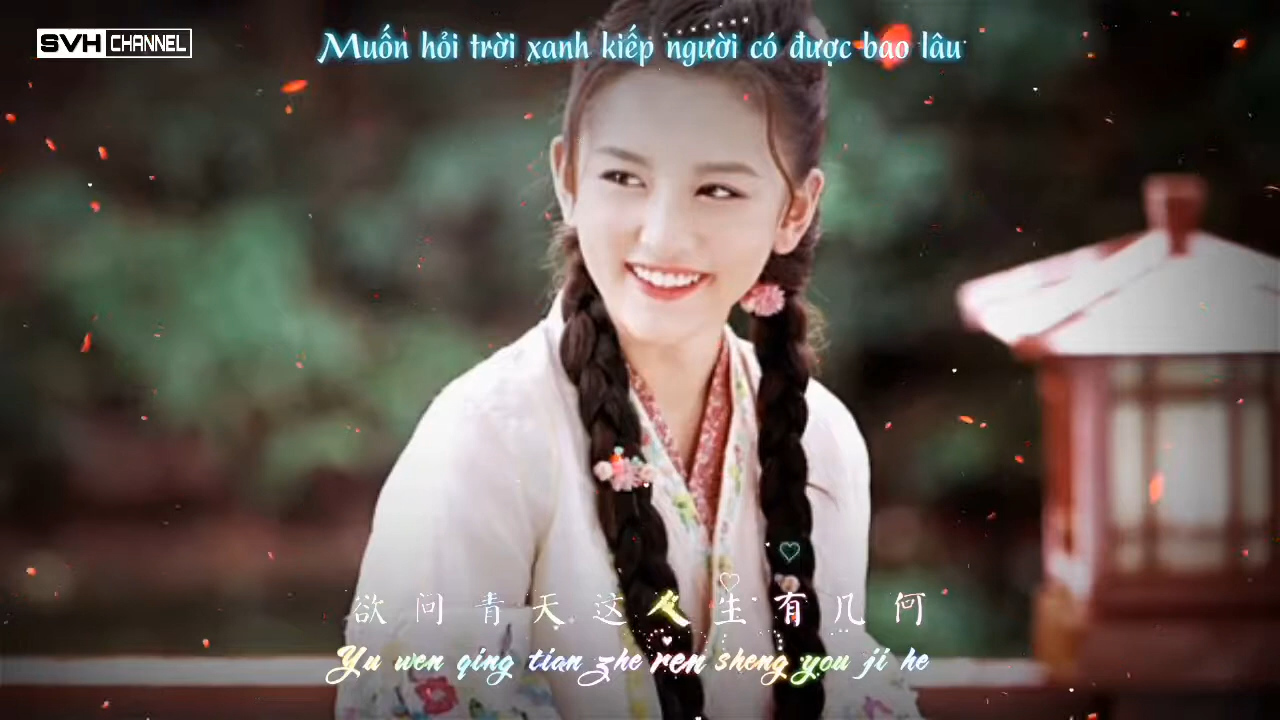 SVH CHANNEL
Muốn hỏi trời xanh kiếp người có được bao lâu
欲问青天这人生有几何
Yu wen qing tian zhe ren sheng you ji he